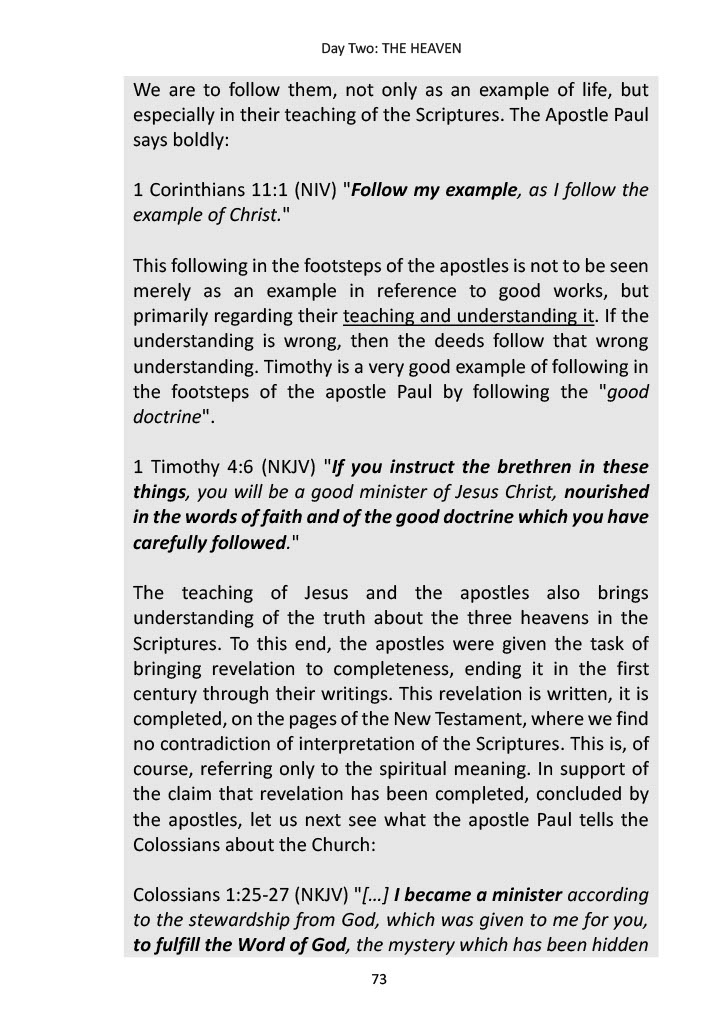 Day Two: THE HEAVEN
We are to follow them, not only as an example of life, but
especially in their teaching of the Scriptures. The Apostle Paul
says boldly:
1 Corinthians 11:1 (NIV) "Follow my example, as I follow the
example of Christ."
This following in the footsteps of the apostles is not to be seen
merely as an example in reference to good works, but
primarily regarding their teaching and understanding it. If the
understanding is wrong, then the deeds follow that wrong
understanding. Timothy is a very good example of following in
the footsteps of the apostle Paul by following the "good
doctrine".
1 Timothy 4:6 (NKJV) "If you instruct the brethren in these
things, you will be a good minister of Jesus Christ, nourished
in the words of faith and of the good doctrine which you have
carefully followed."
The teaching of Jesus and the apostles also brings
understanding of the truth about the three heavens in the
Scriptures. To this end, the apostles were given the task of
bringing revelation to completeness, ending it in the first
century through their writings. This revelation is written, it is
completed, on the pages of the New Testament, where we find
no contradiction of interpretation of the Scriptures. This is, of
course, referring only to the spiritual meaning. In support of
the claim that revelation has been completed, concluded by
the apostles, let us next see what the apostle Paul tells the
Colossians about the Church:
Colossians 1:25-27 (NKJV) "[…] I became a minister according
to the stewardship from God, which was given to me for you,
to fulfill the Word of God, the mystery which has been hidden
73